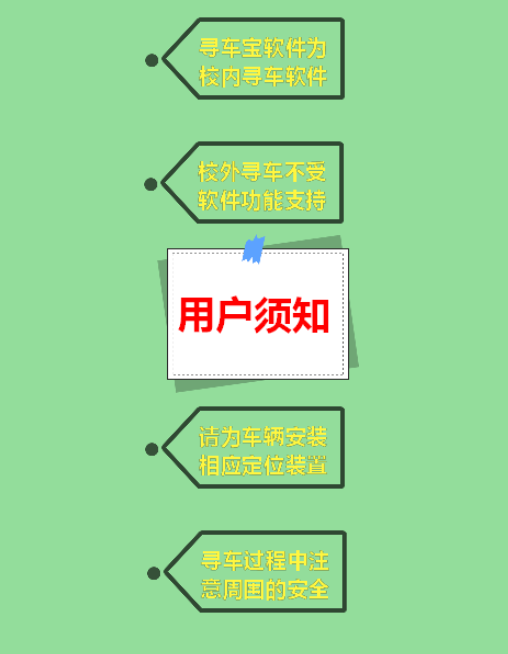 寻车宝软件为
校内寻车软件
校外寻车不受
软件功能支持
用户须知
请为车辆安装
相应定位装置
寻车过程中注
意周围的安全